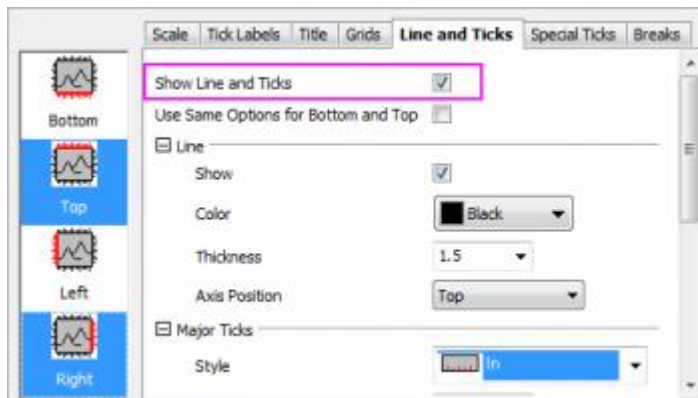 Scale Tick Labels Title Grids Line and Ticks Special Ticks Breaks
Show Line and Ticks
Bottom
Use Same Options for Bottom and Top
Line
Show
Top
Color Black
Thickness 1.5
Left
Axis Position Top
Major Ticks
Style In
Right